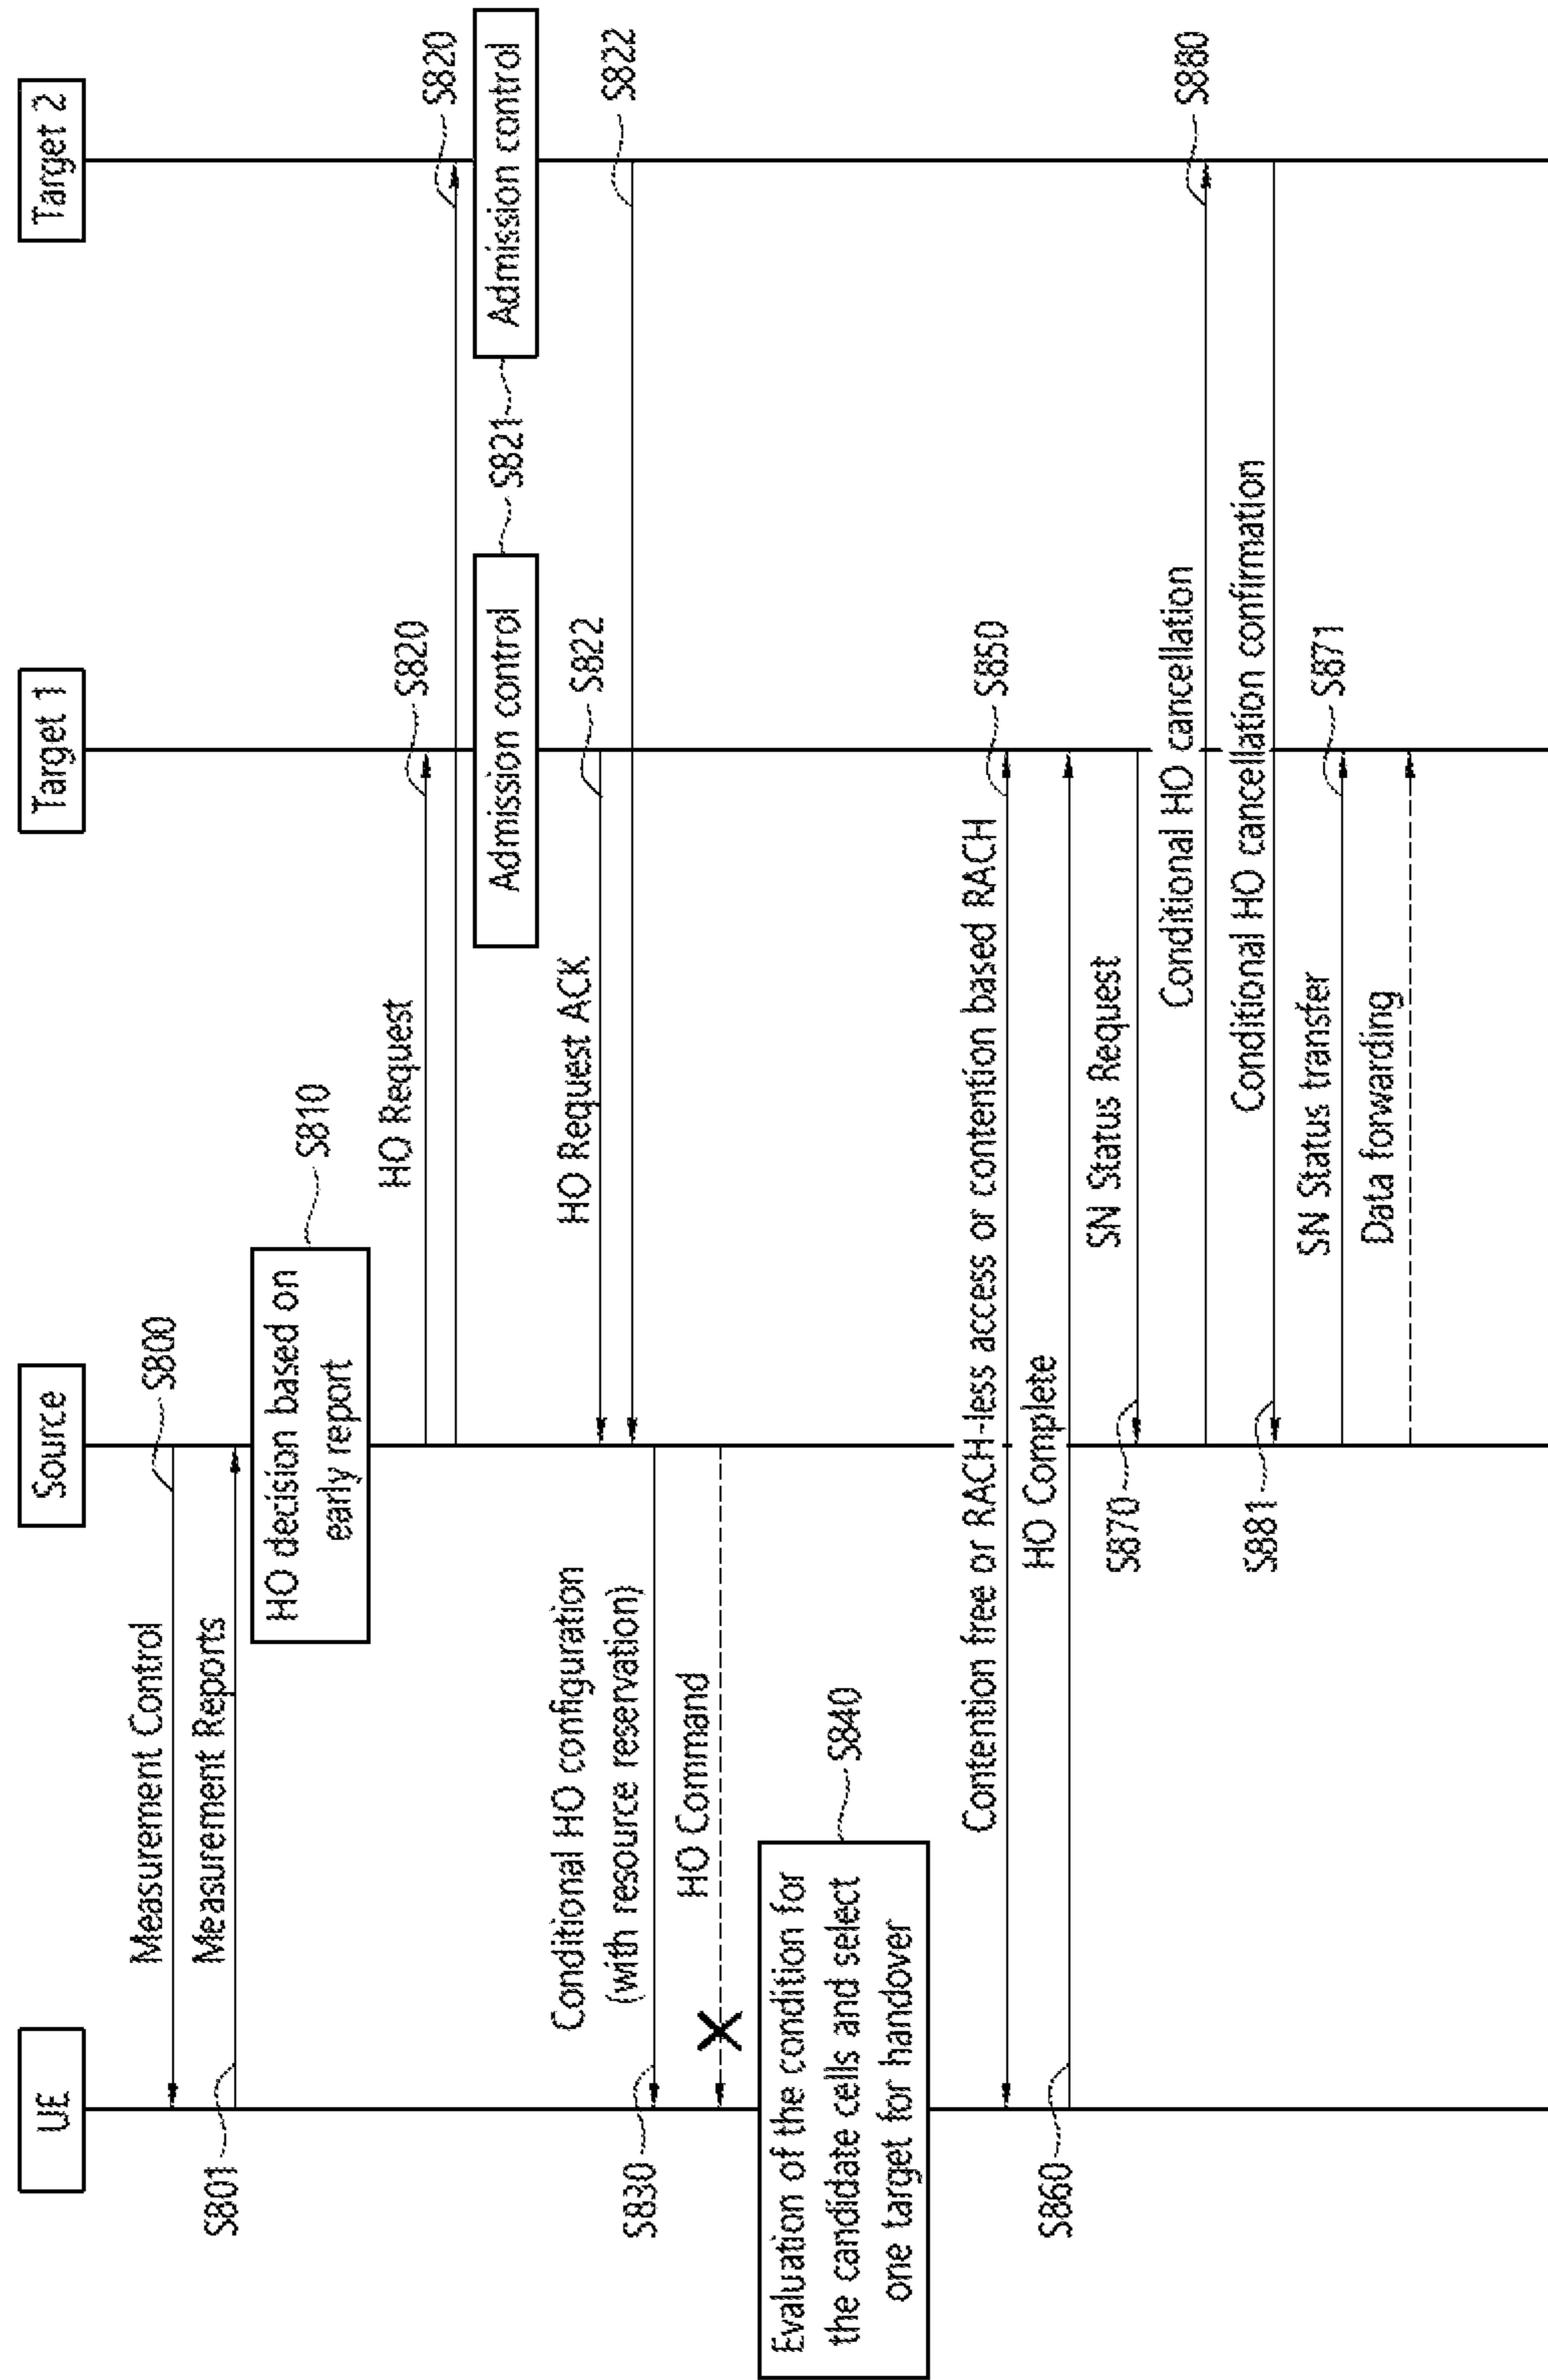 UE
Source
Target 1
Target 2
Measurement Control
S800
Measurement Reports
S801
HO decision based on
early report
S810
HO Request
S820
S820
Admission control
S821
Admission control
HO Request ACK
S822
S822
Conditional HO configuration
(with resource reservation)
S830
HO Command
Evaluation of the condition for
the candidate cells and select
one target for handover
S840
Contention free or RACH-less access or contention based RACH
S850
HO Complete
S860
SN Status Request
S870
Conditional HO cancellation
S880
Conditional HO cancellation confirmation
S881
SN Status transfer
S871
Data forwarding